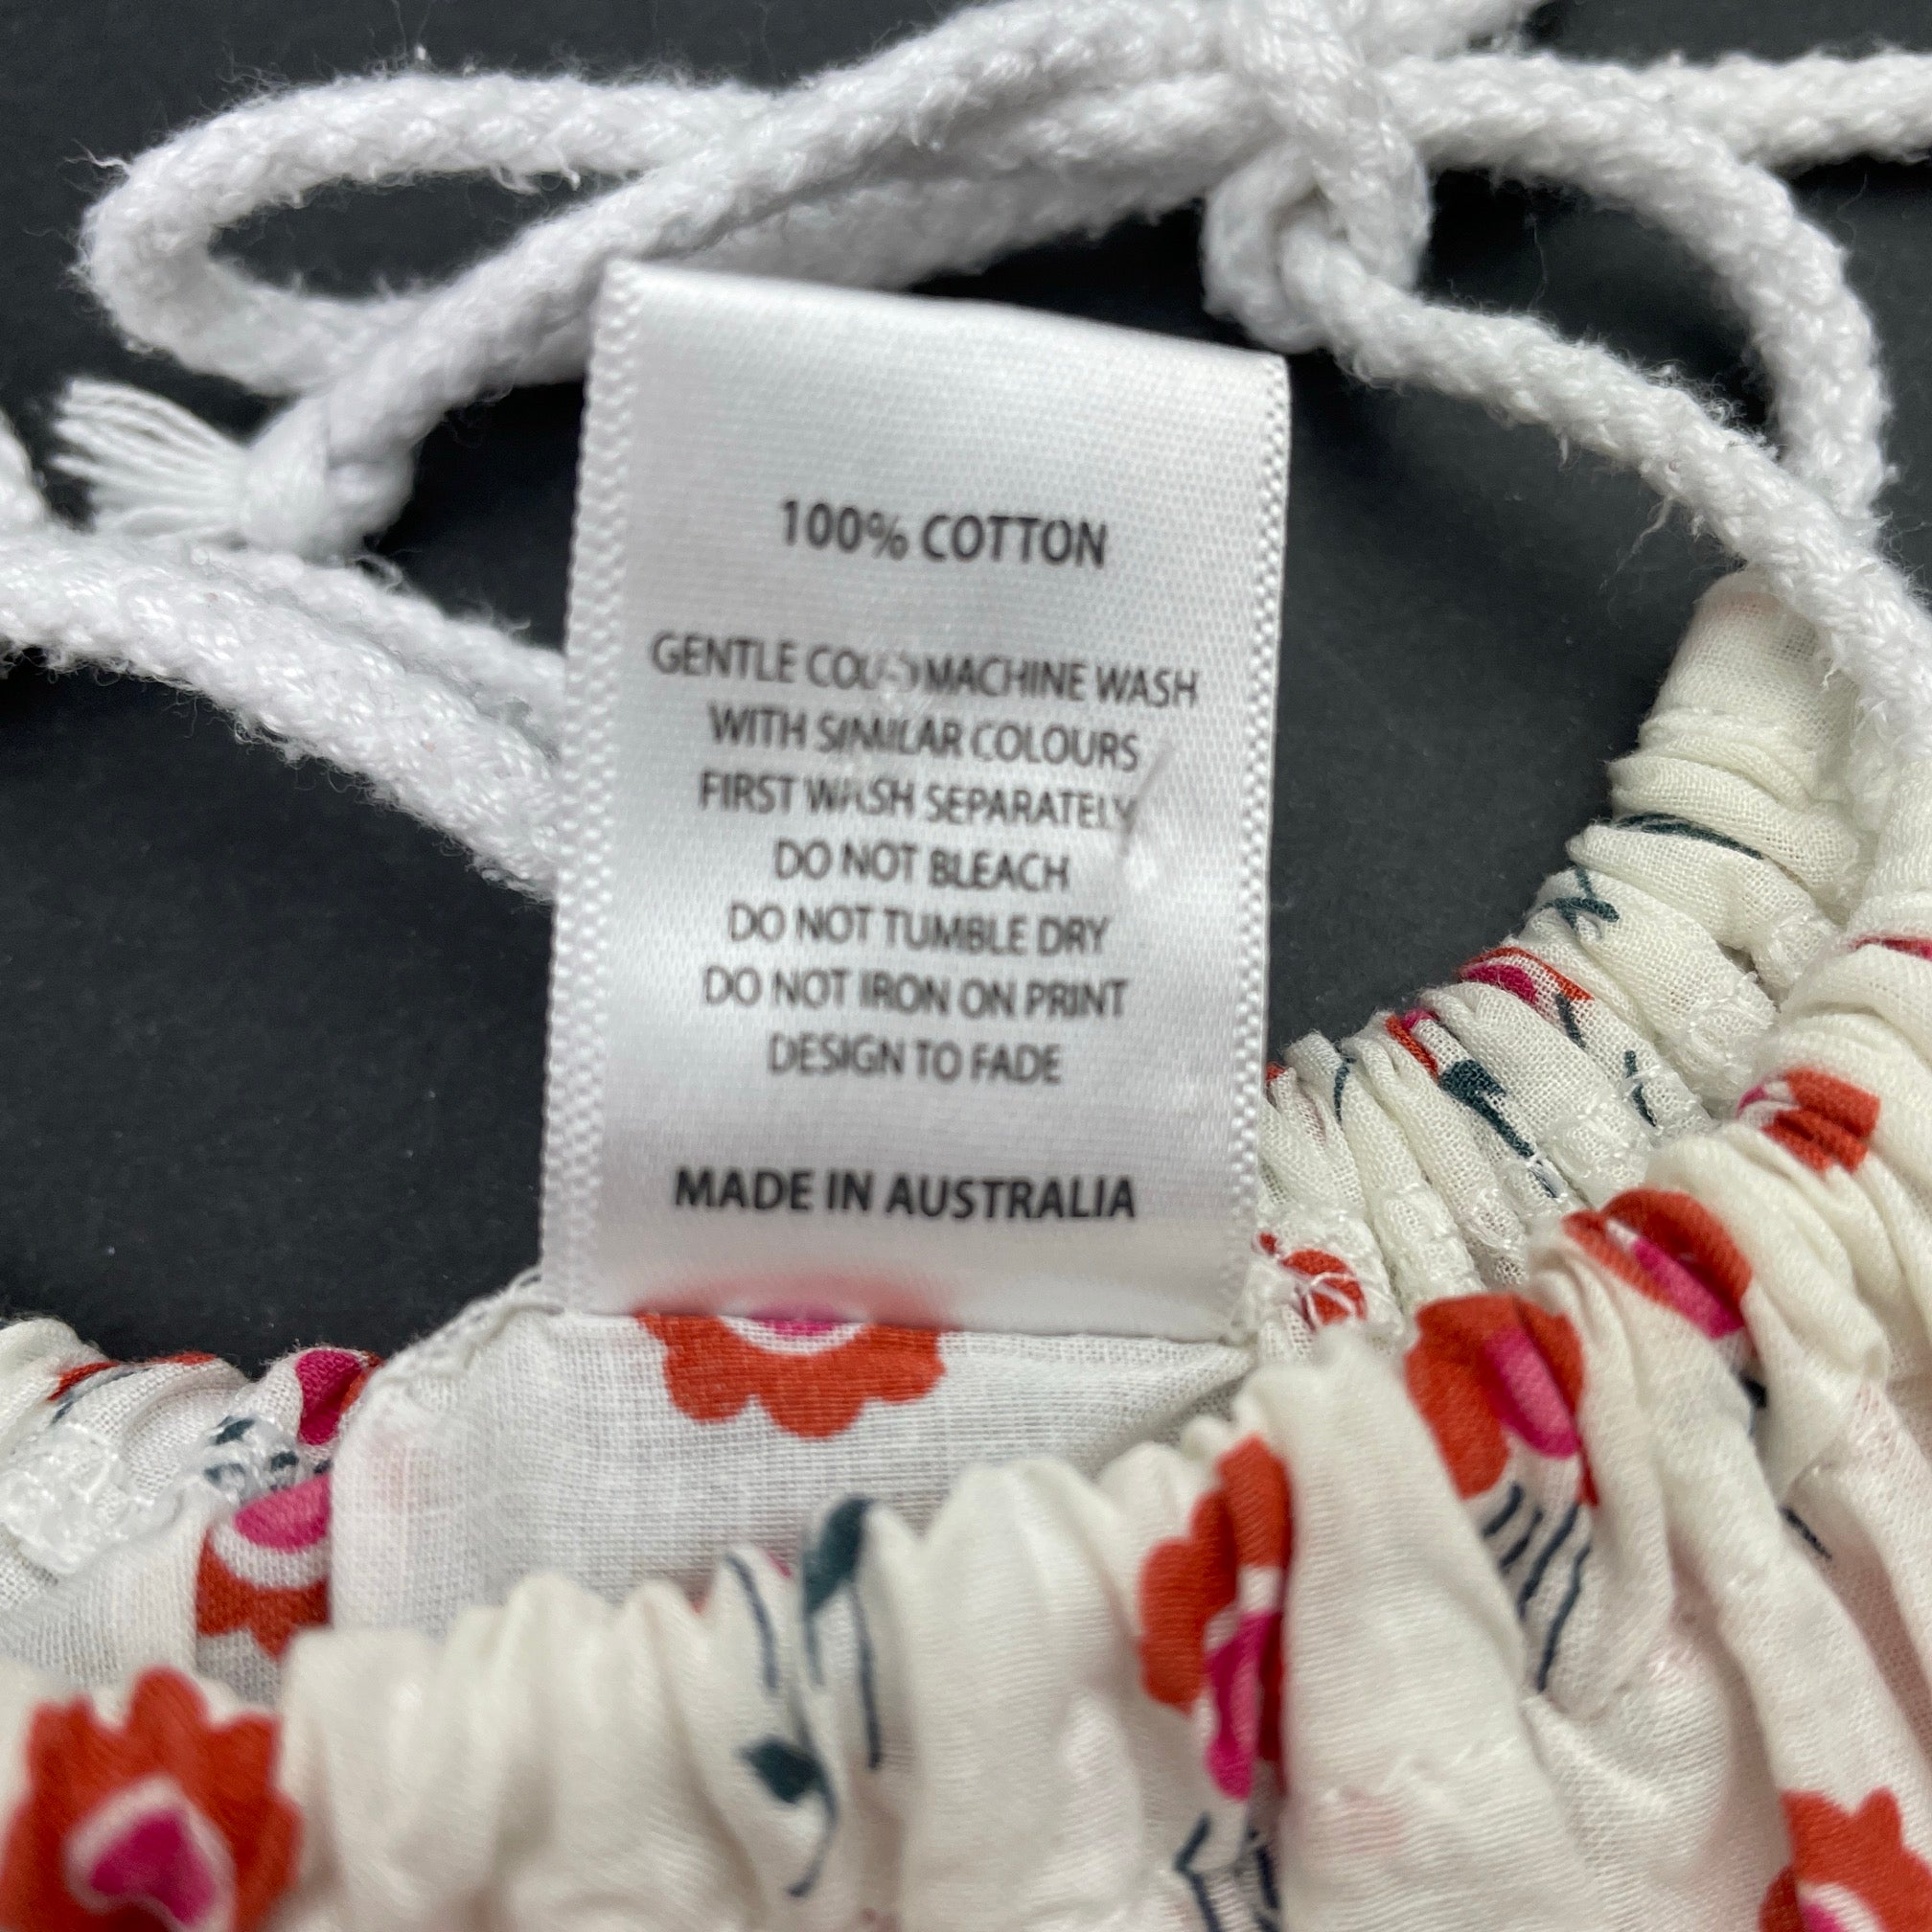 100% COTTON
GENTLE COLD MACHINE WASH
WITH SIMILAR COLOURS
FIRST WASH SEPARATELY
DO NOT BLEACH
DO NOT TUMBLE DRY
DO NOT IRON ON PRINT
DESIGN TO FADE
MADE IN AUSTRALIA